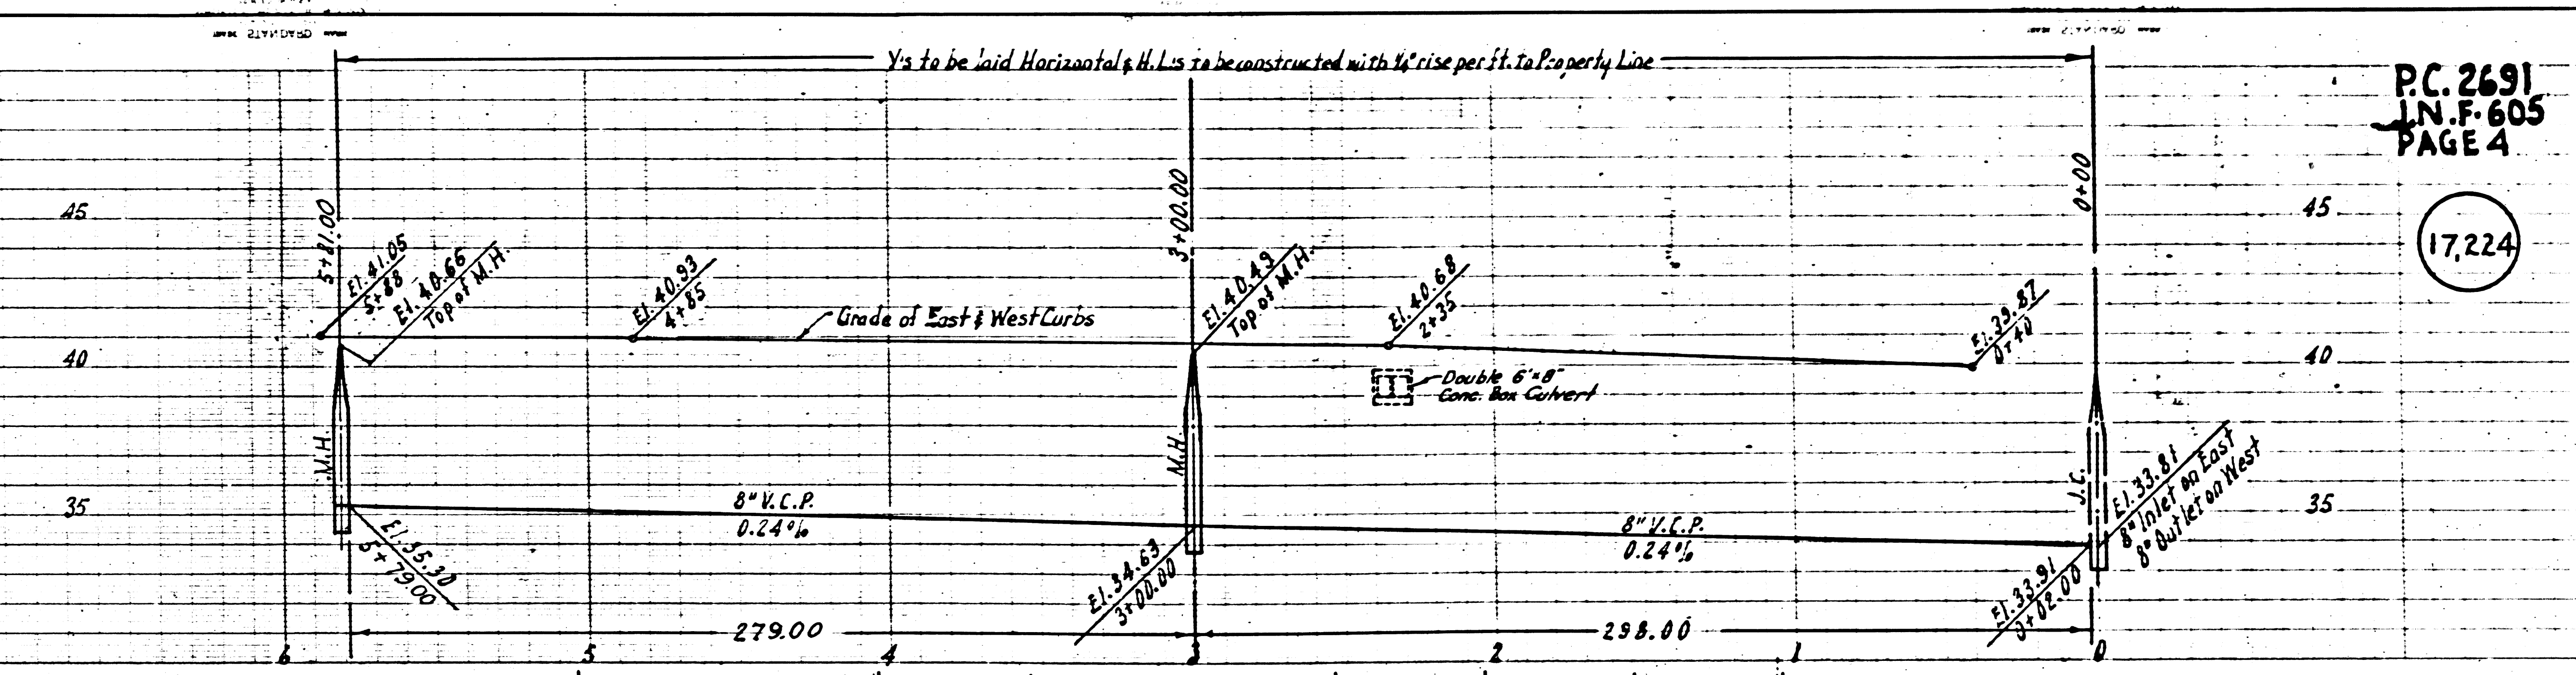 STANDARD
Y's to be laid Horizontal & H.L's to be constructed with ¼" rise per ft. to Property Line
P.C. 2691
J.N.F. 605
PAGE 4
17,224
45
45
5+81.00
3+00.00
0+00
El. 41.05
5+88
El. 40.66
Top of M.H.
El. 40.93
4+85
Grade of East & West Curbs
El. 40.49
Top of M.H.
El. 40.68
2+35
El. 39.87
0+40
40
40
Double 6'x8'
Conc. Box Culvert
M.H.
M.H.
J.C.
El. 33.81
8" Inlet on East
8" Outlet on West
35
35
8" V.C.P.
0.24%
8" V.C.P.
0.24%
El. 35.30
5+79.00
El. 34.63
3+00.00
El. 33.91
0+02.00
279.00
298.00
6
5
4
3
2
1
0